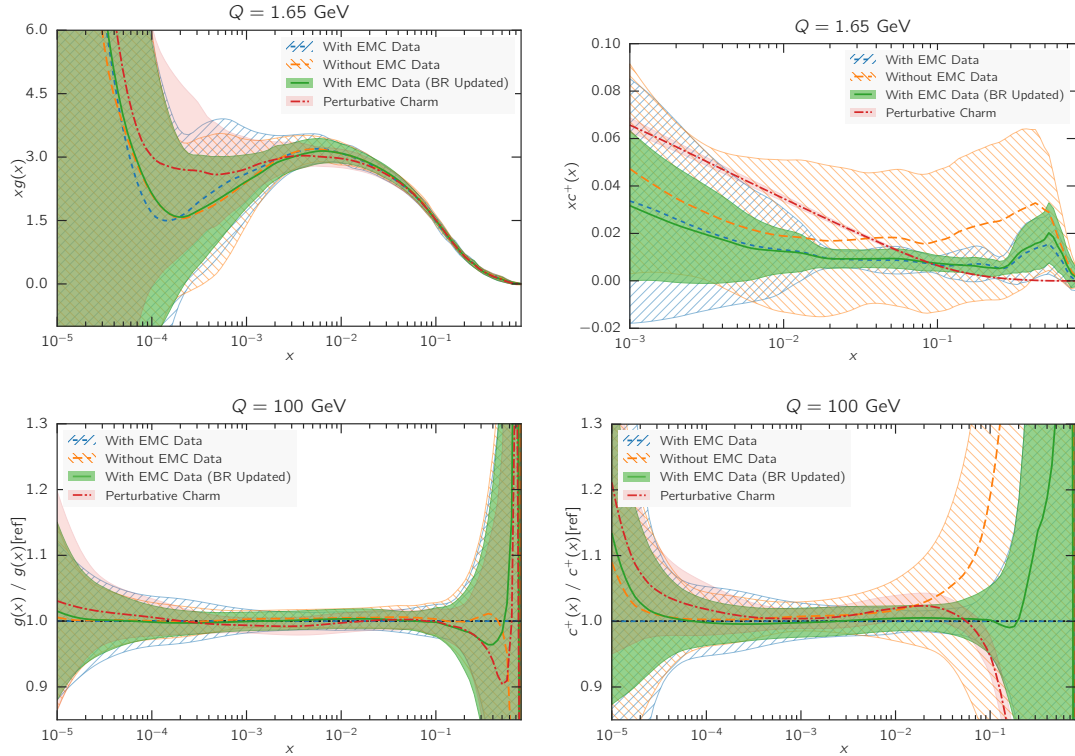 Q = 1.65 GeV
6.0
4.5
3.0
1.5
0.0
xg(x)
With EMC Data
Without EMC Data
With EMC Data (BR Updated)
Perturbative Charm
10⁻⁵
10⁻⁴
10⁻³
10⁻²
10⁻¹
x
Q = 1.65 GeV
0.10
0.08
0.06
0.04
0.02
0.00
−0.02
xc⁺(x)
With EMC Data
Without EMC Data
With EMC Data (BR Updated)
Perturbative Charm
10⁻³
10⁻²
10⁻¹
x
Q = 100 GeV
1.3
1.2
1.1
1.0
0.9
g(x) / g(x)[ref]
With EMC Data
Without EMC Data
With EMC Data (BR Updated)
Perturbative Charm
10⁻⁵
10⁻⁴
10⁻³
10⁻²
10⁻¹
x
Q = 100 GeV
1.3
1.2
1.1
1.0
0.9
c⁺(x) / c⁺(x)[ref]
With EMC Data
Without EMC Data
With EMC Data (BR Updated)
Perturbative Charm
10⁻⁵
10⁻⁴
10⁻³
10⁻²
10⁻¹
x